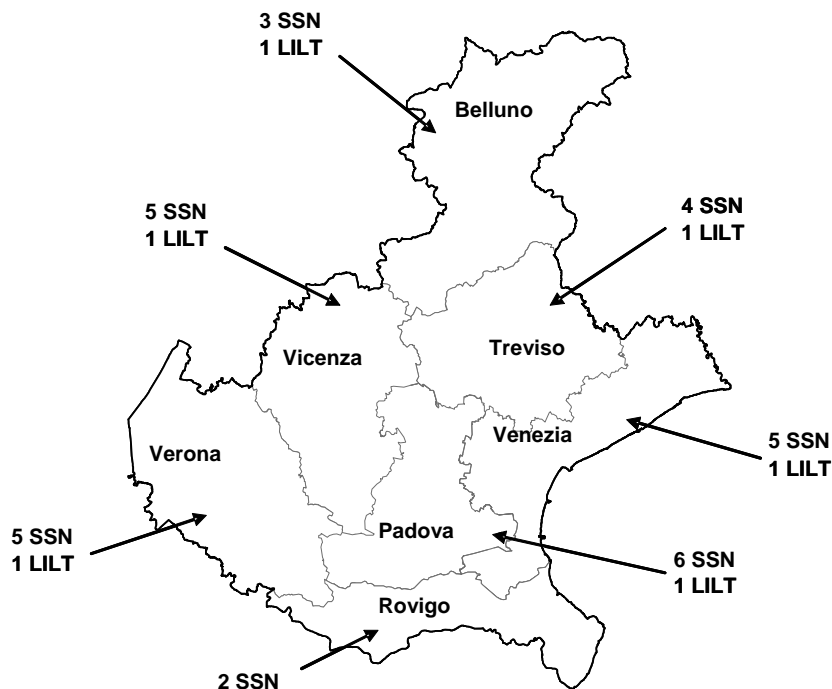 3 SSN
1 LILT
Belluno
5 SSN
1 LILT
4 SSN
1 LILT
Vicenza
Treviso
Venezia
Verona
5 SSN
1 LILT
5 SSN
1 LILT
Padova
6 SSN
1 LILT
Rovigo
2 SSN